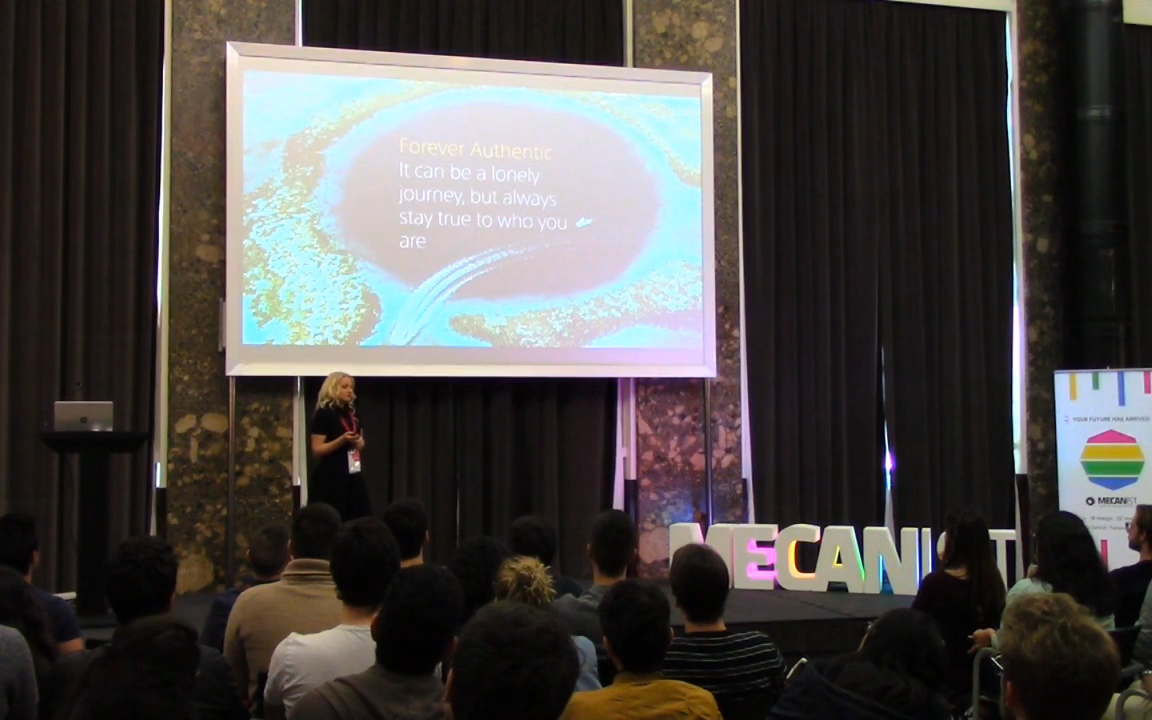 Forever Authentic
It can be a lonely
journey, but always
stay true to who you
are
MECANIST
YOUR FUTURE HAS ARRIVED
MECANIST